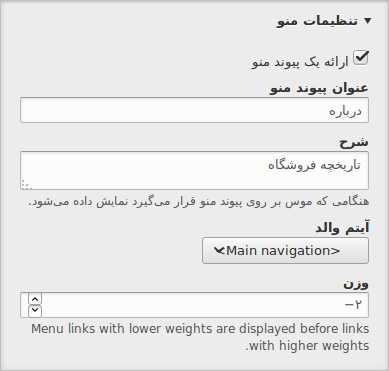 تنظیمات منو
ارائه یک پیوند منو
عنوان پیوند منو
درباره
شرح
تاریخچه فروشگاه
هنگامی که موس بر روی پیوند منو قرار می‌گیرد نمایش داده می‌شود.
آیتم والد
<Main navigation>
وزن
−۲
Menu links with lower weights are displayed before links
with higher weights.